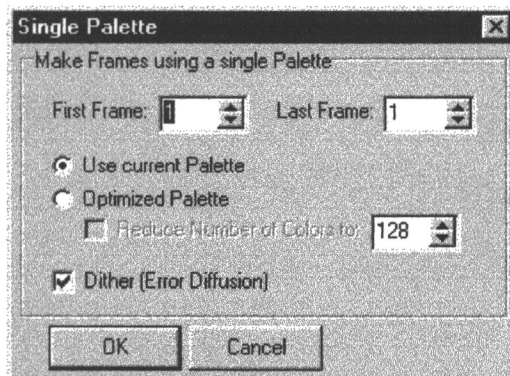 Single Palette
Make Frames using a single Palette
First Frame: 1 Last Frame: 1
Use current Palette
Optimized Palette
Reduce Number of Colors to: 128
Dither (Error Diffusion)
OK Cancel